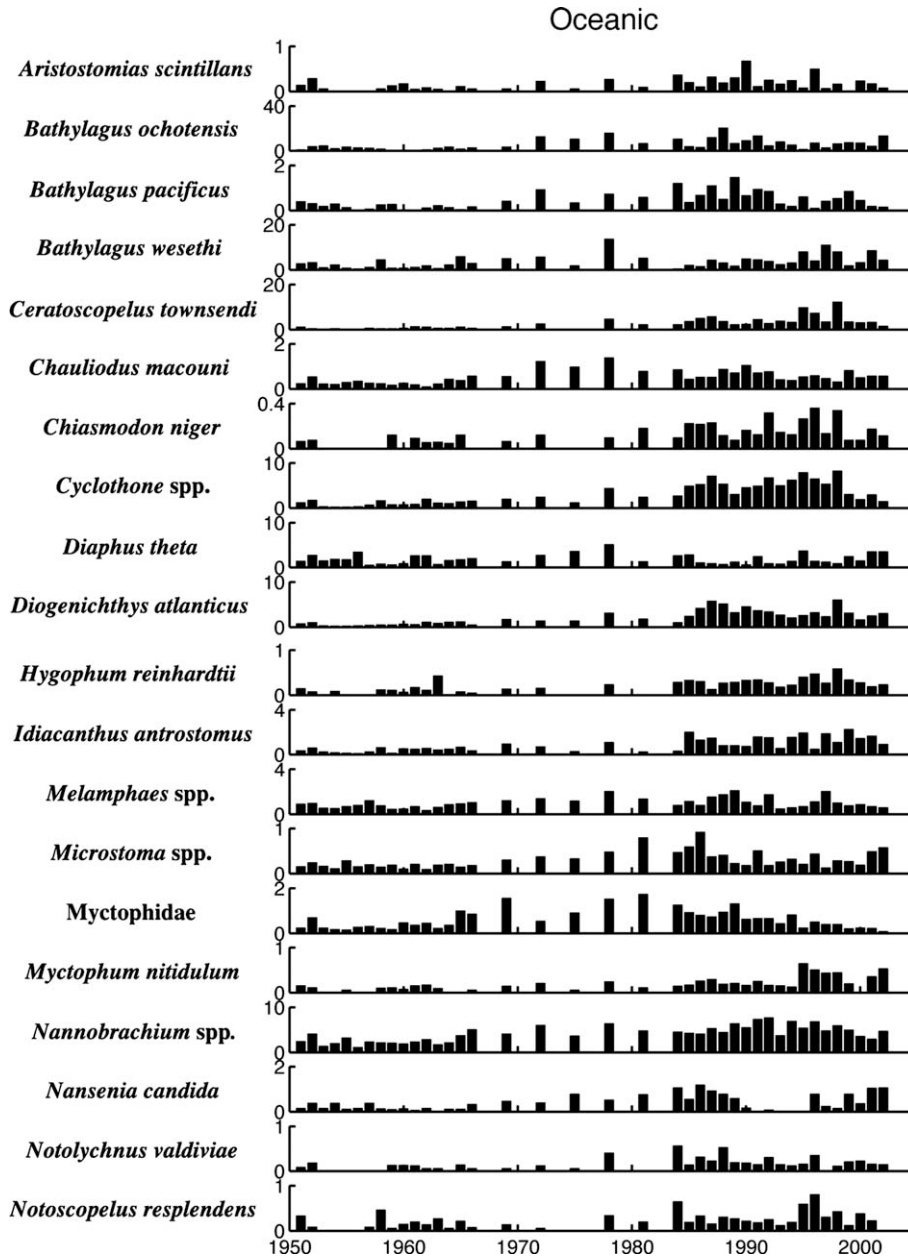 Oceanic
Aristostomias scintillans
1
0
Bathylagus ochotensis
40
0
Bathylagus pacificus
2
0
Bathylagus wesethi
20
0
Ceratoscopelus townsendi
20
0
Chauliodus macouni
2
0
Chiasmodon niger
0.4
0
Cyclothone spp.
10
0
Diaphus theta
10
0
Diogenichthys atlanticus
10
0
Hygophum reinhardtii
1
0
Idiacanthus antrostomus
4
0
Melamphaes spp.
4
0
Microstoma spp.
1
0
Myctophidae
2
0
Myctophum nitidulum
1
0
Nannobrachium spp.
10
0
Nansenia candida
2
0
Notolychnus valdiviae
1
0
Notoscopelus resplendens
1
0
1950 1960 1970 1980 1990 2000